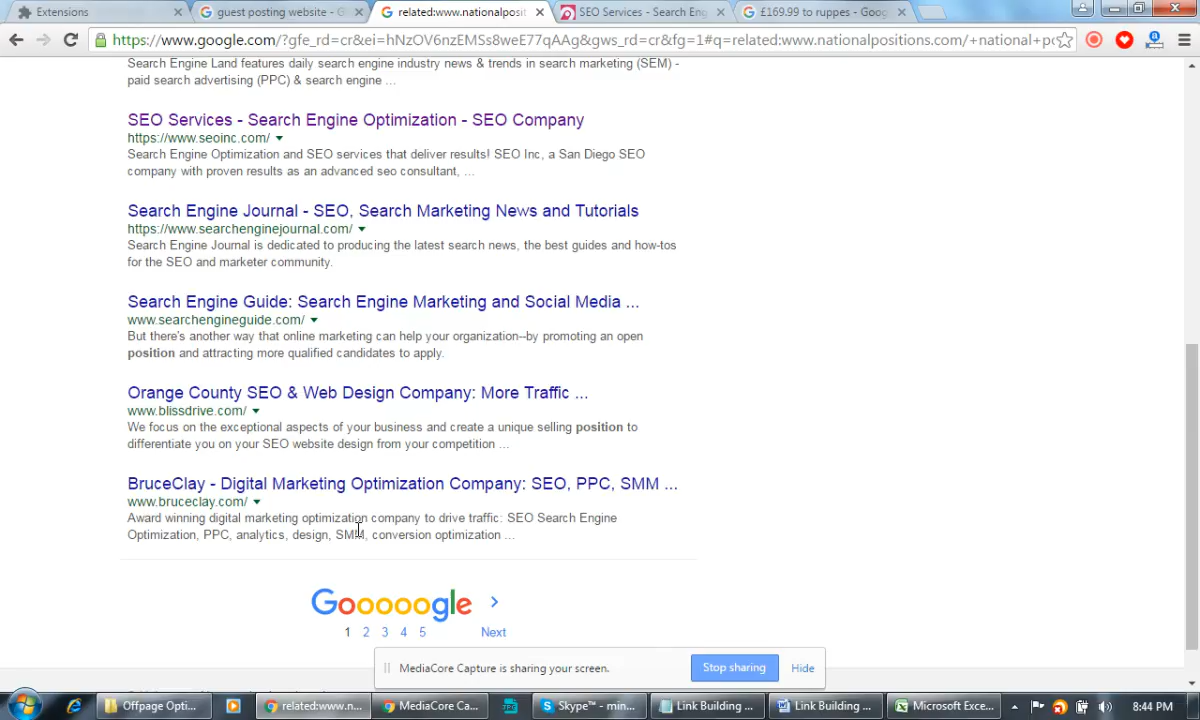 Extensions
guest posting website - G
related:www.nationalposit
SEO Services - Search Eng
£169.99 to ruppes - Goog
https://www.google.com/?gfe_rd=cr&ei=hNzOV6nzEMSs8weE77qAAg&gws_rd=cr&fg=1#q=related:www.nationalpositions.com/+national+po
Search Engine Land features daily search engine industry news & trends in search marketing (SEM) -
paid search advertising (PPC) & search engine ...
SEO Services - Search Engine Optimization - SEO Company
https://www.seoinc.com/
Search Engine Optimization and SEO services that deliver results! SEO Inc, a San Diego SEO
company with proven results as an advanced seo consultant, ...
Search Engine Journal - SEO, Search Marketing News and Tutorials
https://www.searchenginejournal.com/
Search Engine Journal is dedicated to producing the latest search news, the best guides and how-tos
for the SEO and marketer community.
Search Engine Guide: Search Engine Marketing and Social Media ...
www.searchengineguide.com/
But there's another way that online marketing can help your organization--by promoting an open
position and attracting more qualified candidates to apply.
Orange County SEO & Web Design Company: More Traffic ...
www.blissdrive.com/
We focus on the exceptional aspects of your business and create a unique selling position to
differentiate you on your SEO website design from your competition ...
BruceClay - Digital Marketing Optimization Company: SEO, PPC, SMM ...
www.bruceclay.com/
Award winning digital marketing optimization company to drive traffic: SEO Search Engine
Optimization, PPC, analytics, design, SMM, conversion optimization ...
Gooooogle
1 2 3 4 5 Next
MediaCore Capture is sharing your screen. Stop sharing Hide
Offpage Opti...
related:www.n...
MediaCore Ca...
Skype™ - min...
Link Building ...
Link Building ...
Microsoft Exce...
8:44 PM